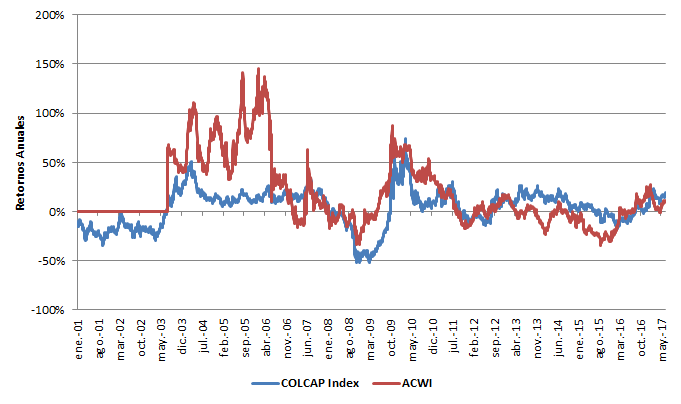 200%
150%
100%
50%
0%
-50%
-100%
Retornos Anuales
ene.-01
ago.-01
mar.-02
oct.-02
may.-03
dic.-03
jul.-04
feb.-05
sep.-05
abr.-06
nov.-06
jun.-07
ene.-08
ago.-08
mar.-09
oct.-09
may.-10
dic.-10
jul.-11
feb.-12
sep.-12
abr.-13
nov.-13
jun.-14
ene.-15
ago.-15
mar.-16
oct.-16
may.-17
COLCAP Index
ACWI